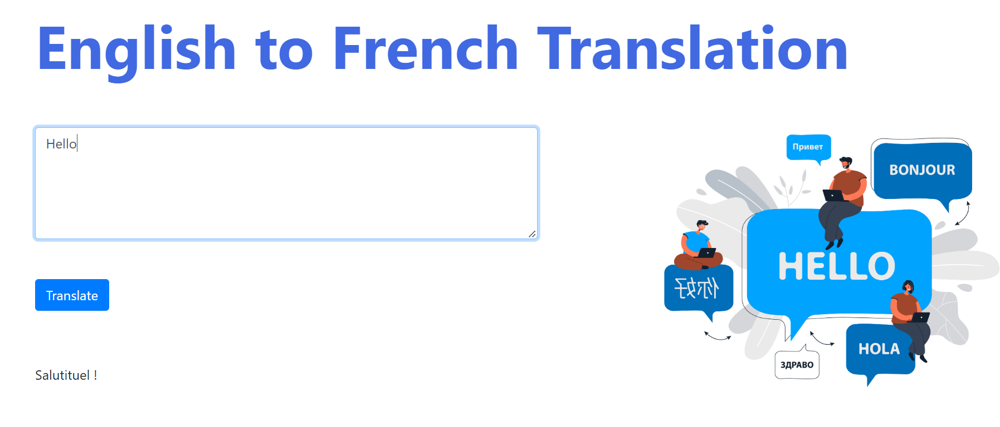 English to French Translation
Hello
Translate
Salutituel !
Привет
BONJOUR
HELLO
你好
HOLA
ЗДРАВО